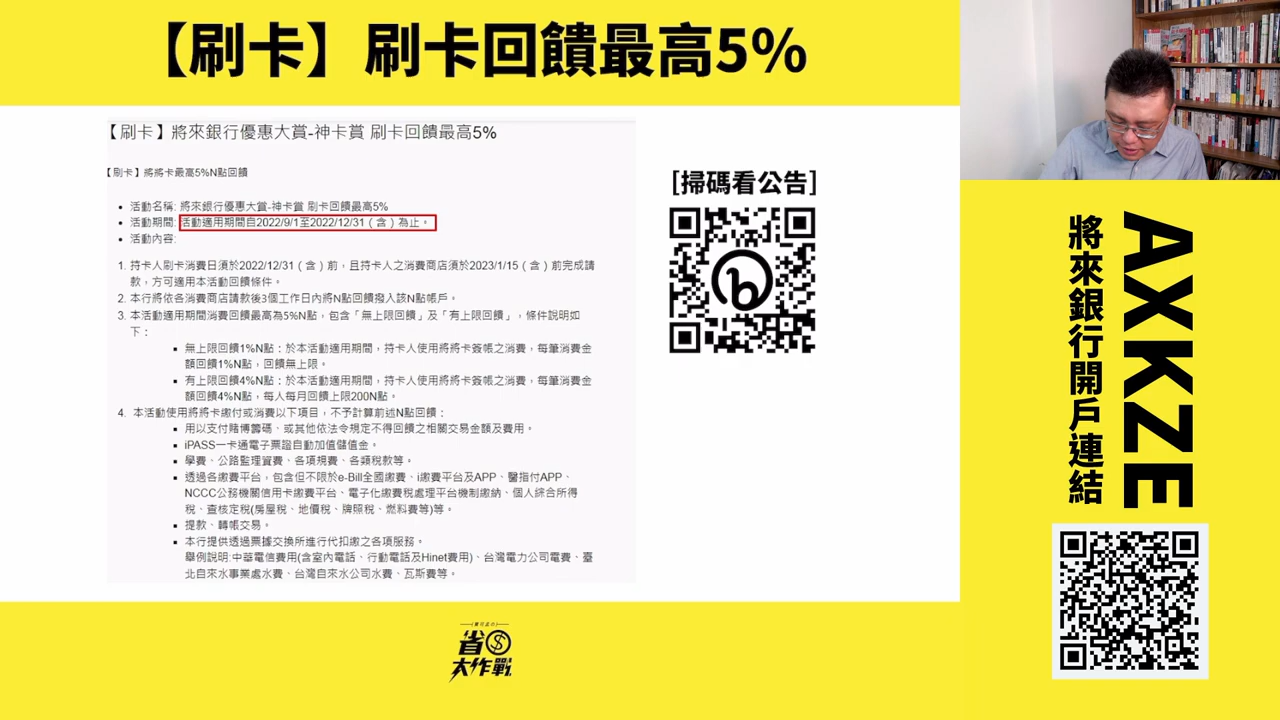 【刷卡】刷卡回饋最高5%
【刷卡】將來銀行優惠大賞-神卡賞 刷卡回饋最高5%
【刷卡】將將卡最高5%N點回饋
• 活動名稱: 將來銀行優惠大賞-神卡賞 刷卡回饋最高5%
• 活動期間: 活動適用期間自2022/9/1至2022/12/31（含）為止。
• 活動內容:
1. 持卡人刷卡消費日須於2022/12/31（含）前，且持卡人之消費商店須於2023/1/15（含）前完成請
款，方可適用本活動回饋條件。
2. 本行將依各消費商店請款後3個工作日內將N點回饋撥入該N點帳戶。
3. 本活動適用期間消費回饋最高為5%N點，包含「無上限回饋」及「有上限回饋」，條件說明如
下：
▪ 無上限回饋1%N點：於本活動適用期間，持卡人使用將將卡簽帳之消費，每筆消費金
額回饋1%N點，回饋無上限。
▪ 有上限回饋4%N點：於本活動適用期間，持卡人使用將將卡簽帳之消費，每筆消費金
額回饋4%N點，每人每月回饋上限200N點。
4. 本活動使用將將卡繳付或消費以下項目，不予計算前述N點回饋：
▪ 用以支付賭博籌碼、或其他依法令規定不得回饋之相關交易金額及費用。
▪ iPASS一卡通電子票證自動加值儲值金。
▪ 學費、公路監理資費、各項規費、各類稅款等。
▪ 透過各繳費平台，包含但不限於e-Bill全國繳費、i繳費平台及APP、醫指付APP、
NCCC公務機關信用卡繳費平台、電子化繳費稅處理平台機制繳納、個人綜合所得
稅、查核定稅(房屋稅、地價稅、牌照稅、燃料費等)等。
▪ 提款、轉帳交易。
▪ 本行提供透過票據交換所進行代扣繳之各項服務。
舉例說明:中華電信費用(含室內電話、行動電話及Hinet費用)、台灣電力公司電費、臺
北自來水事業處水費、台灣自來水公司水費、瓦斯費等。
[掃碼看公告]
AXKZE
將來銀行開戶連結
省$
大作戰